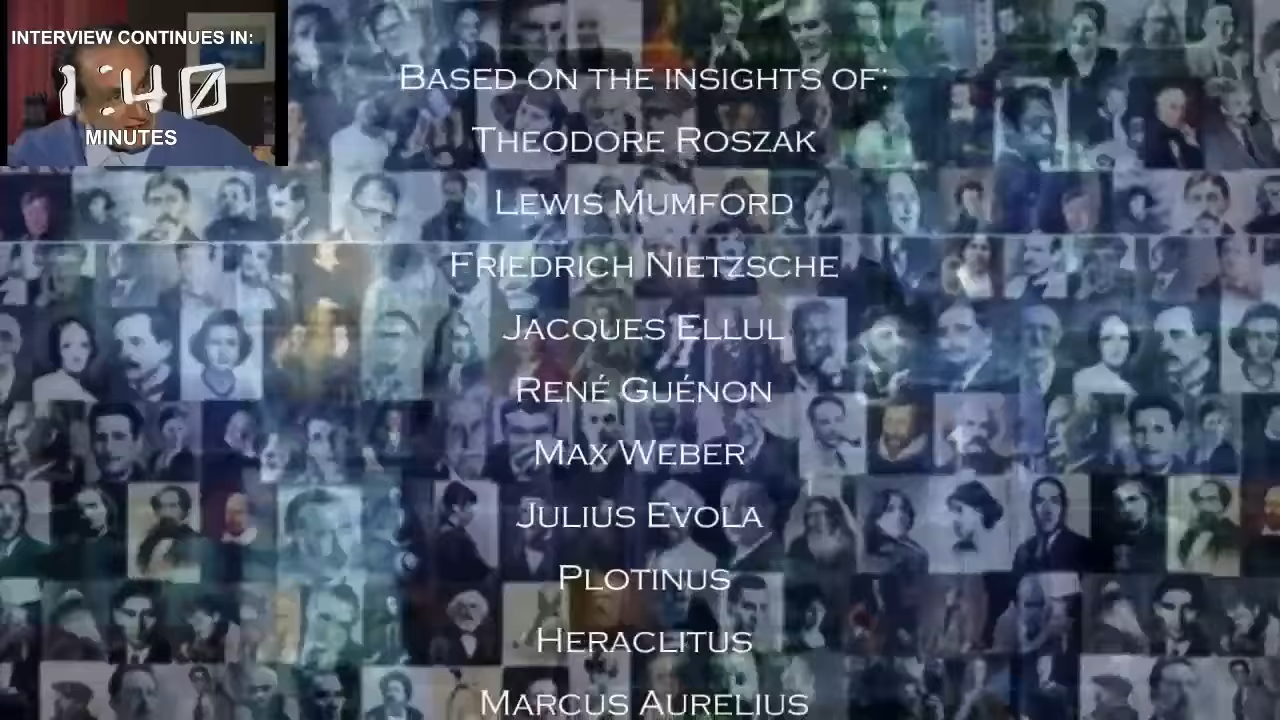 INTERVIEW CONTINUES IN:
1:40
MINUTES
BASED ON THE INSIGHTS OF:
THEODORE ROSZAK
LEWIS MUMFORD
FRIEDRICH NIETZSCHE
JACQUES ELLUL
RENÉ GUÉNON
MAX WEBER
JULIUS EVOLA
PLOTINUS
HERACLITUS
MARCUS AURELIUS